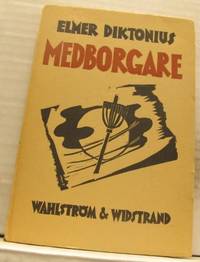 ELMER DIKTONIUS
MEDBORGARE
WAHLSTRÖM & WIDSTRAND